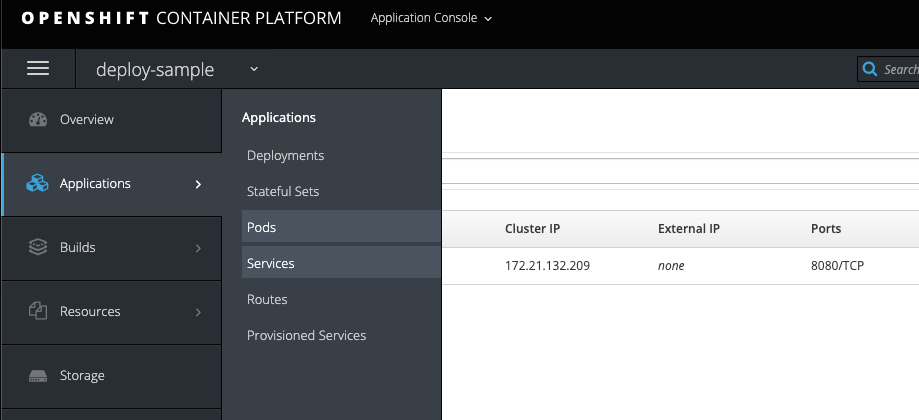 OPENSHIFT CONTAINER PLATFORM Application Console
deploy-sample Search
Overview
Applications
Builds
Resources
Storage
Applications
Deployments
Stateful Sets
Pods
Services
Routes
Provisioned Services
Cluster IP External IP Ports
172.21.132.209 none 8080/TCP